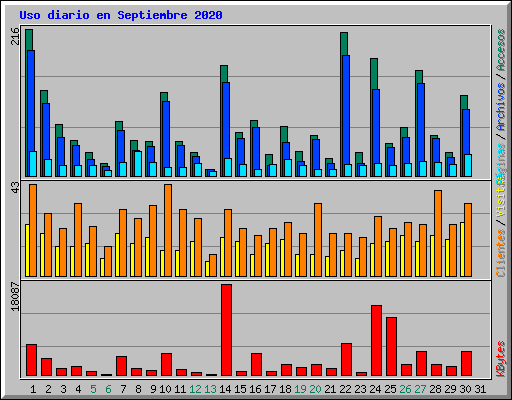 Uso diario en Septiembre 2020
216
43
18087
Accesos / Archivos / Páginas
Clientes / Visitas
KBytes
1 2 3 4 5 6 7 8 9 10 11 12 13 14 15 16 17 18 19 20 21 22 23 24 25 26 27 28 29 30 31